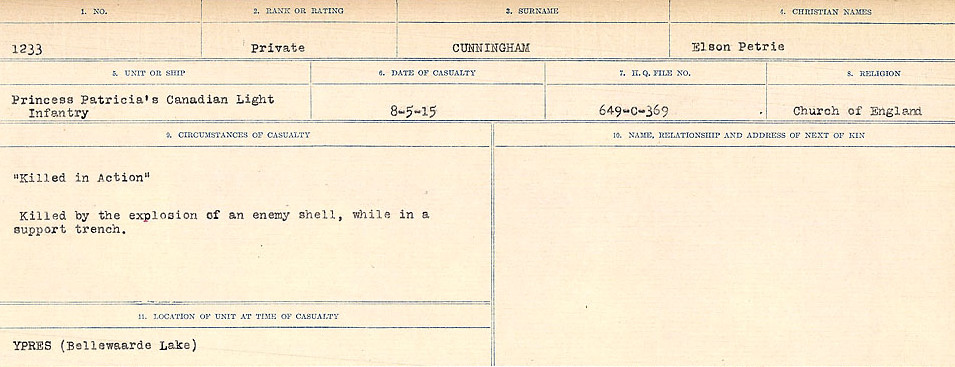 1. NO.
2. RANK OR RATING
3. SURNAME
4. CHRISTIAN NAMES
1233
Private
CUNNINGHAM
Elson Petrie
5. UNIT OR SHIP
6. DATE OF CASUALTY
7. H.Q. FILE NO.
8. RELIGION
Princess Patricia's Canadian Light
Infantry
8-5-15
649-C-369
Church of England
9. CIRCUMSTANCES OF CASUALTY
10. NAME, RELATIONSHIP AND ADDRESS OF NEXT OF KIN
"Killed in Action"
Killed by the explosion of an enemy shell, while in a
support trench.
11. LOCATION OF UNIT AT TIME OF CASUALTY
YPRES (Bellewaarde Lake)